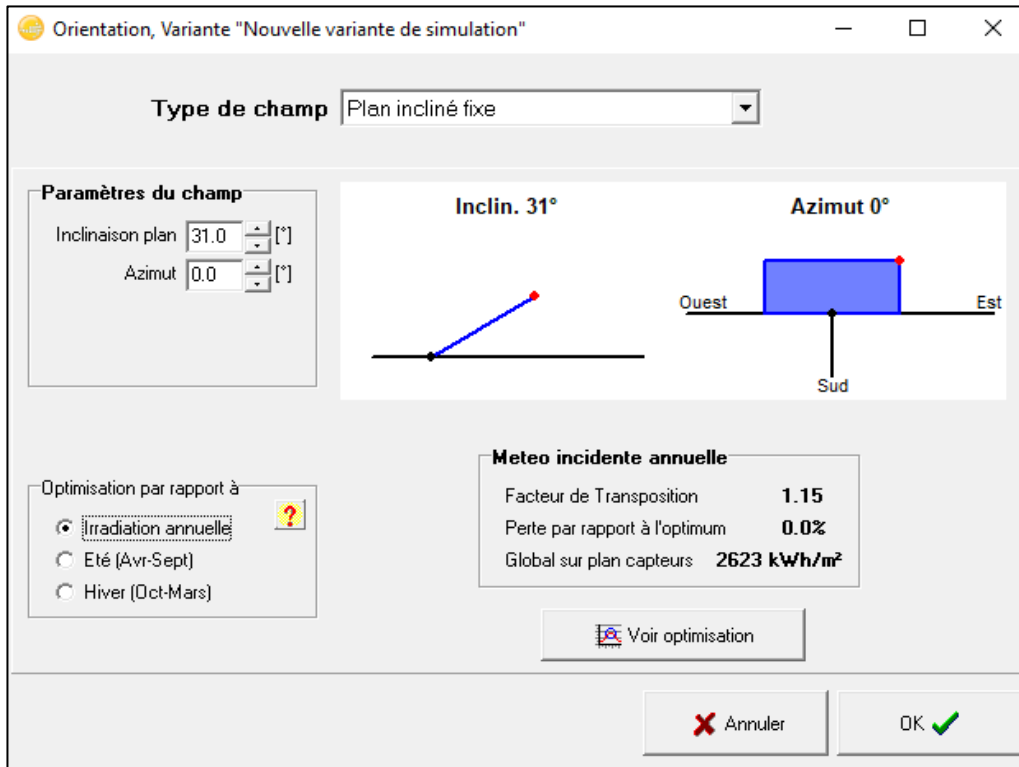 Orientation, Variante "Nouvelle variante de simulation"
Type de champ Plan incliné fixe
Paramètres du champ
Inclinaison plan 31.0 [°]
Azimut 0.0 [°]
Inclin. 31°
Azimut 0°
Ouest
Est
Sud
Optimisation par rapport à
?
Irradiation annuelle
Eté (Avr-Sept)
Hiver (Oct-Mars)
Meteo incidente annuelle
Facteur de Transposition 1.15
Perte par rapport à l'optimum 0.0%
Global sur plan capteurs 2623 kWh/m²
Voir optimisation
Annuler
OK